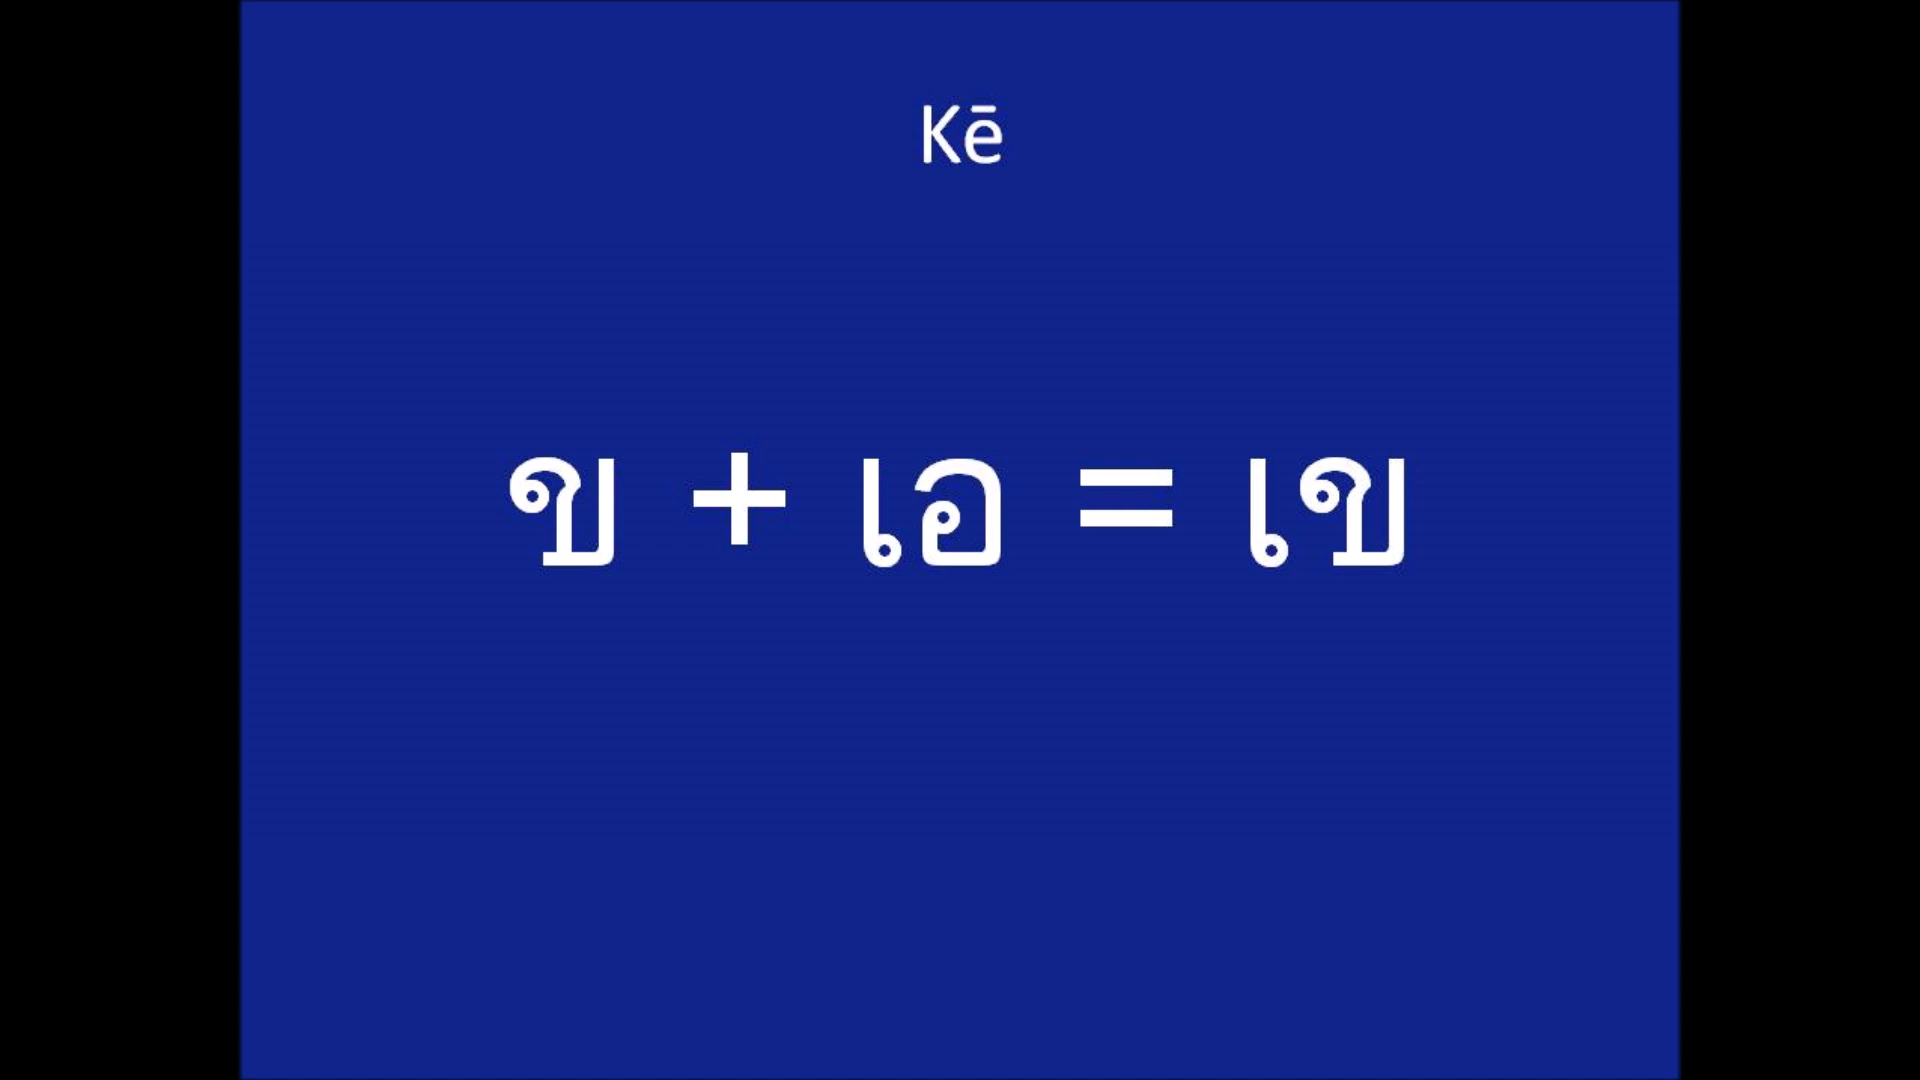 Kē
ข + เอ = เข